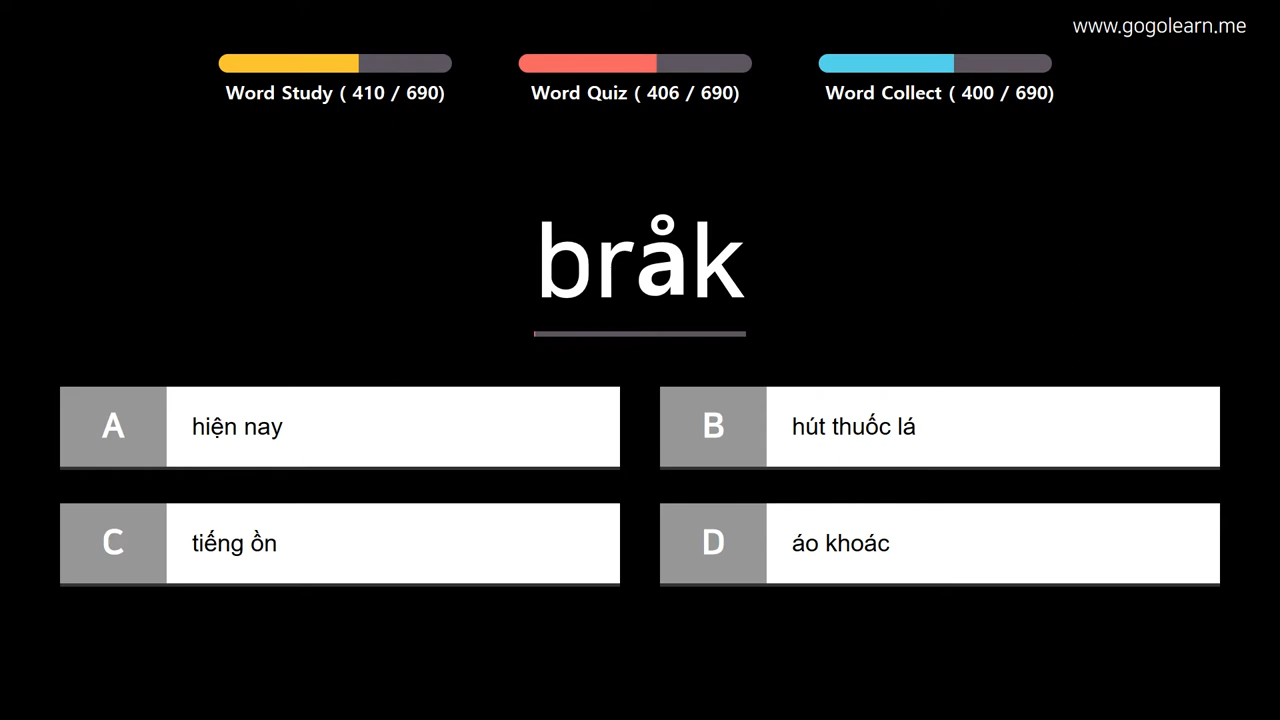 www.gogolearn.me
Word Study ( 410 / 690)
Word Quiz ( 406 / 690)
Word Collect ( 400 / 690)
bråk
A
hiện nay
B
hút thuốc lá
C
tiếng ồn
D
áo khoác